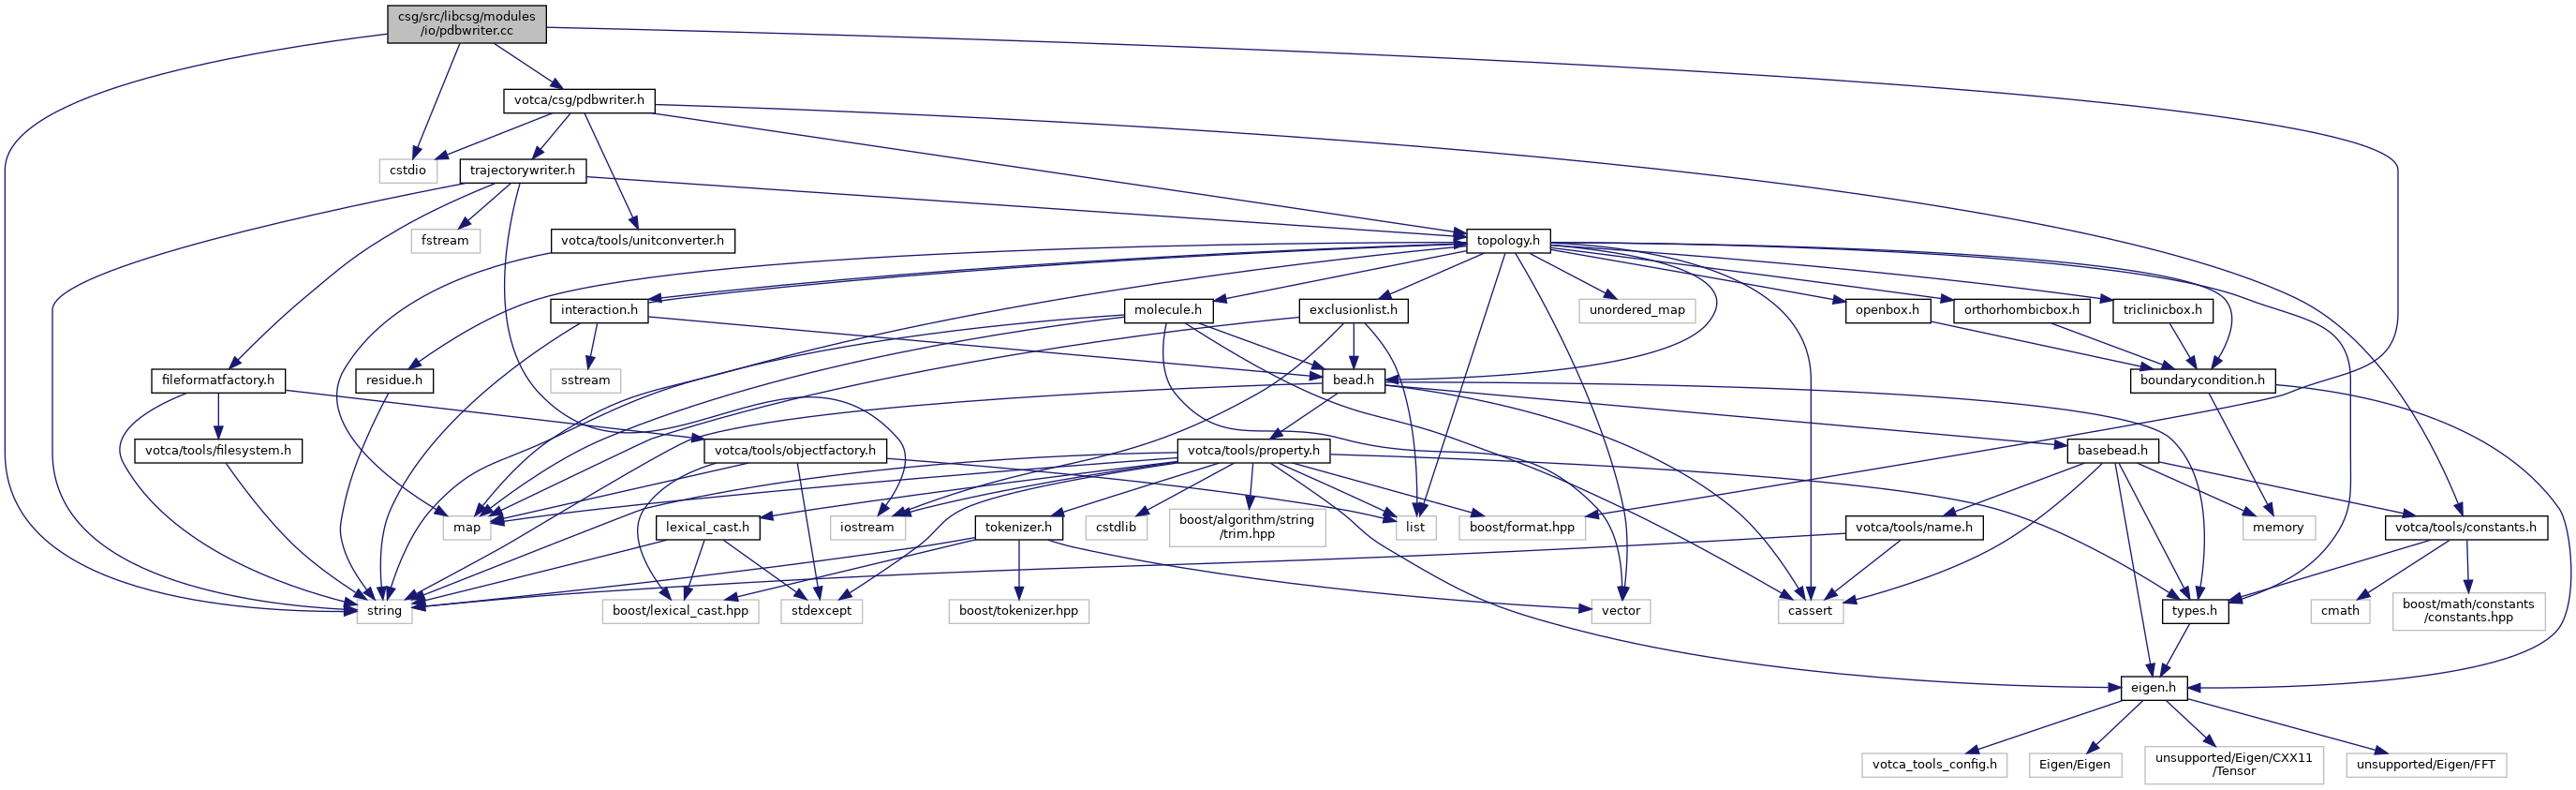 csg/src/libcsg/modules
/io/pdbwriter.cc
votca/csg/pdbwriter.h
cstdio
trajectorywriter.h
fstream
votca/tools/unitconverter.h
topology.h
interaction.h
molecule.h
exclusionlist.h
unordered_map
openbox.h
orthorhombicbox.h
triclinicbox.h
fileformatfactory.h
residue.h
sstream
bead.h
boundarycondition.h
votca/tools/filesystem.h
votca/tools/objectfactory.h
votca/tools/property.h
basebead.h
map
lexical_cast.h
iostream
tokenizer.h
cstdlib
boost/algorithm/string
/trim.hpp
list
boost/format.hpp
votca/tools/name.h
memory
votca/tools/constants.h
string
boost/lexical_cast.hpp
stdexcept
boost/tokenizer.hpp
vector
cassert
types.h
cmath
boost/math/constants
/constants.hpp
eigen.h
votca_tools_config.h
Eigen/Eigen
unsupported/Eigen/CXX11
/Tensor
unsupported/Eigen/FFT